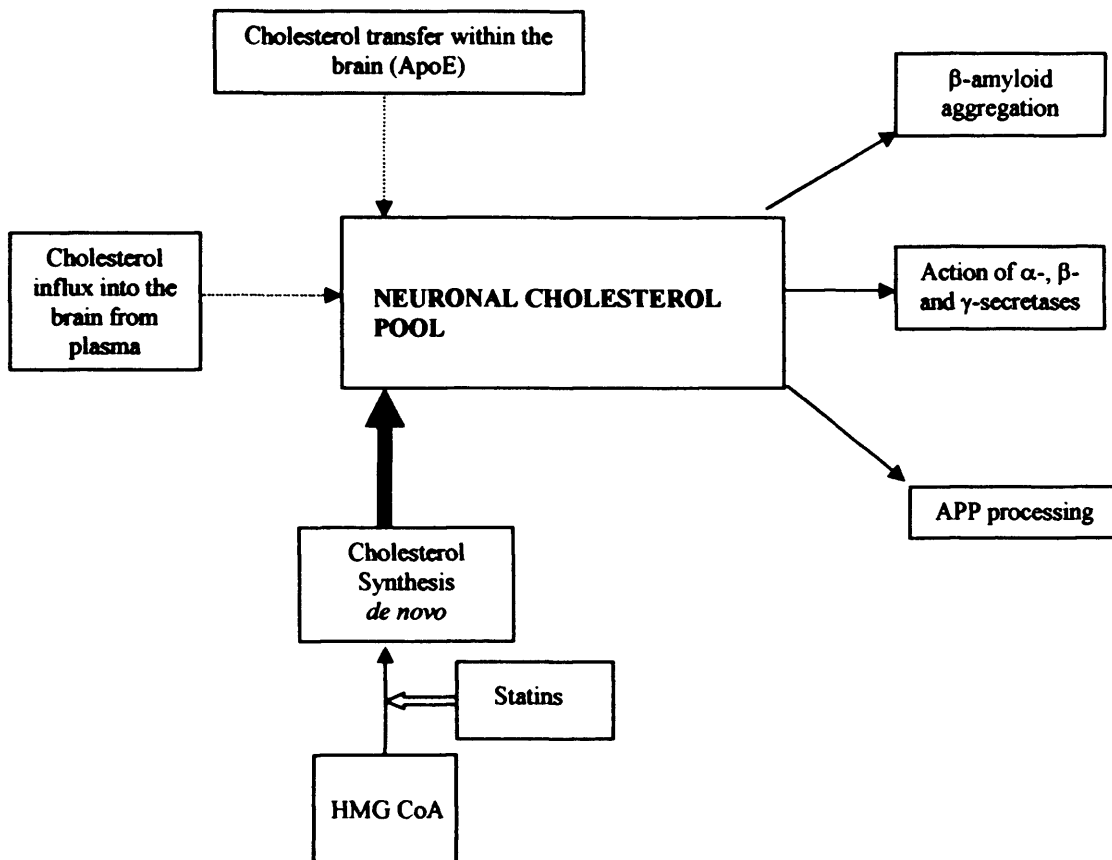 Cholesterol transfer within the
brain (ApoE)
β-amyloid
aggregation
Cholesterol
influx into the
brain from
plasma
NEURONAL CHOLESTEROL
POOL
Action of α-, β-
and γ-secretases
APP processing
Cholesterol
Synthesis
de novo
Statins
HMG CoA